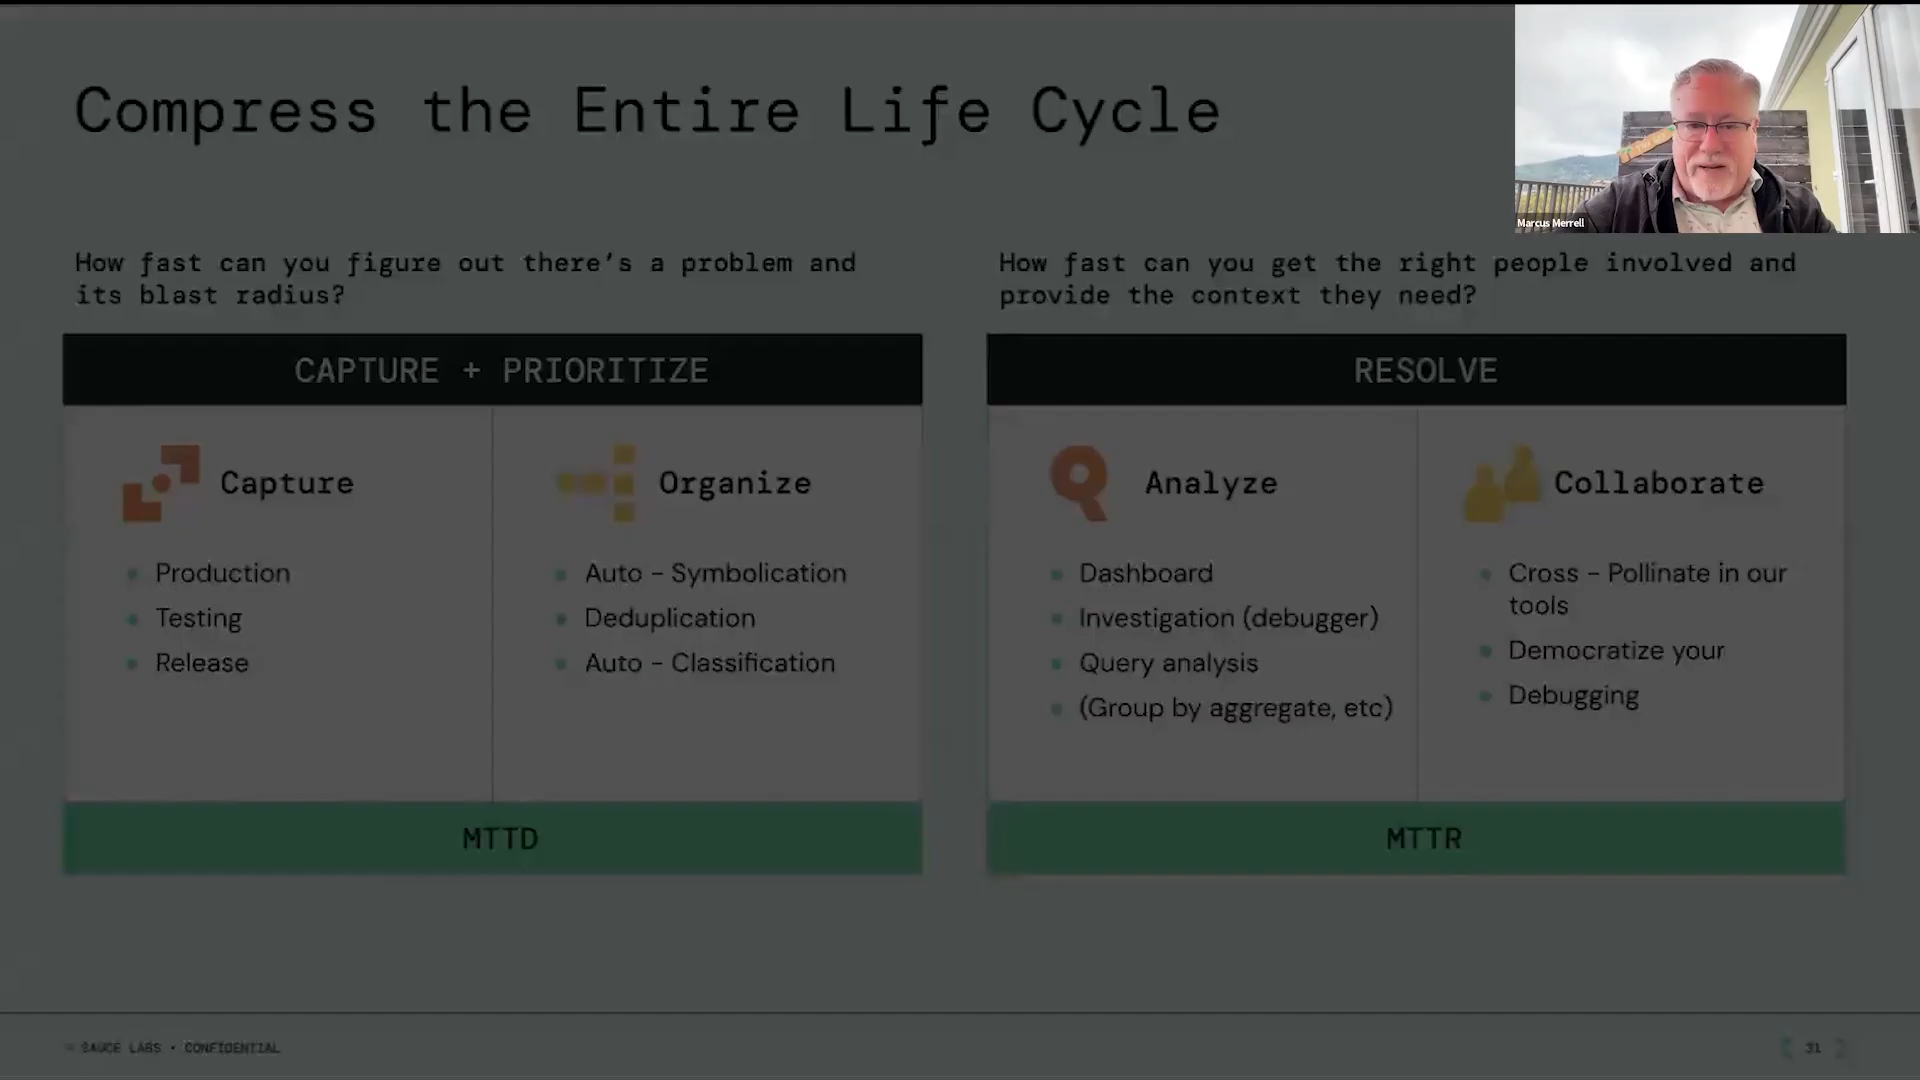 Compress the Entire Life Cycle
Marcus Merrell
How fast can you figure out there's a problem and
its blast radius?
CAPTURE + PRIORITIZE
Capture
Production
Testing
Release
Organize
Auto - Symbolication
Deduplication
Auto - Classification
MTTD
How fast can you get the right people involved and
provide the context they need?
RESOLVE
Analyze
Dashboard
Investigation (debugger)
Query analysis
(Group by aggregate, etc)
Collaborate
Cross - Pollinate in our
tools
Democratize your
Debugging
MTTR
SAUCE LABS • CONFIDENTIAL
31